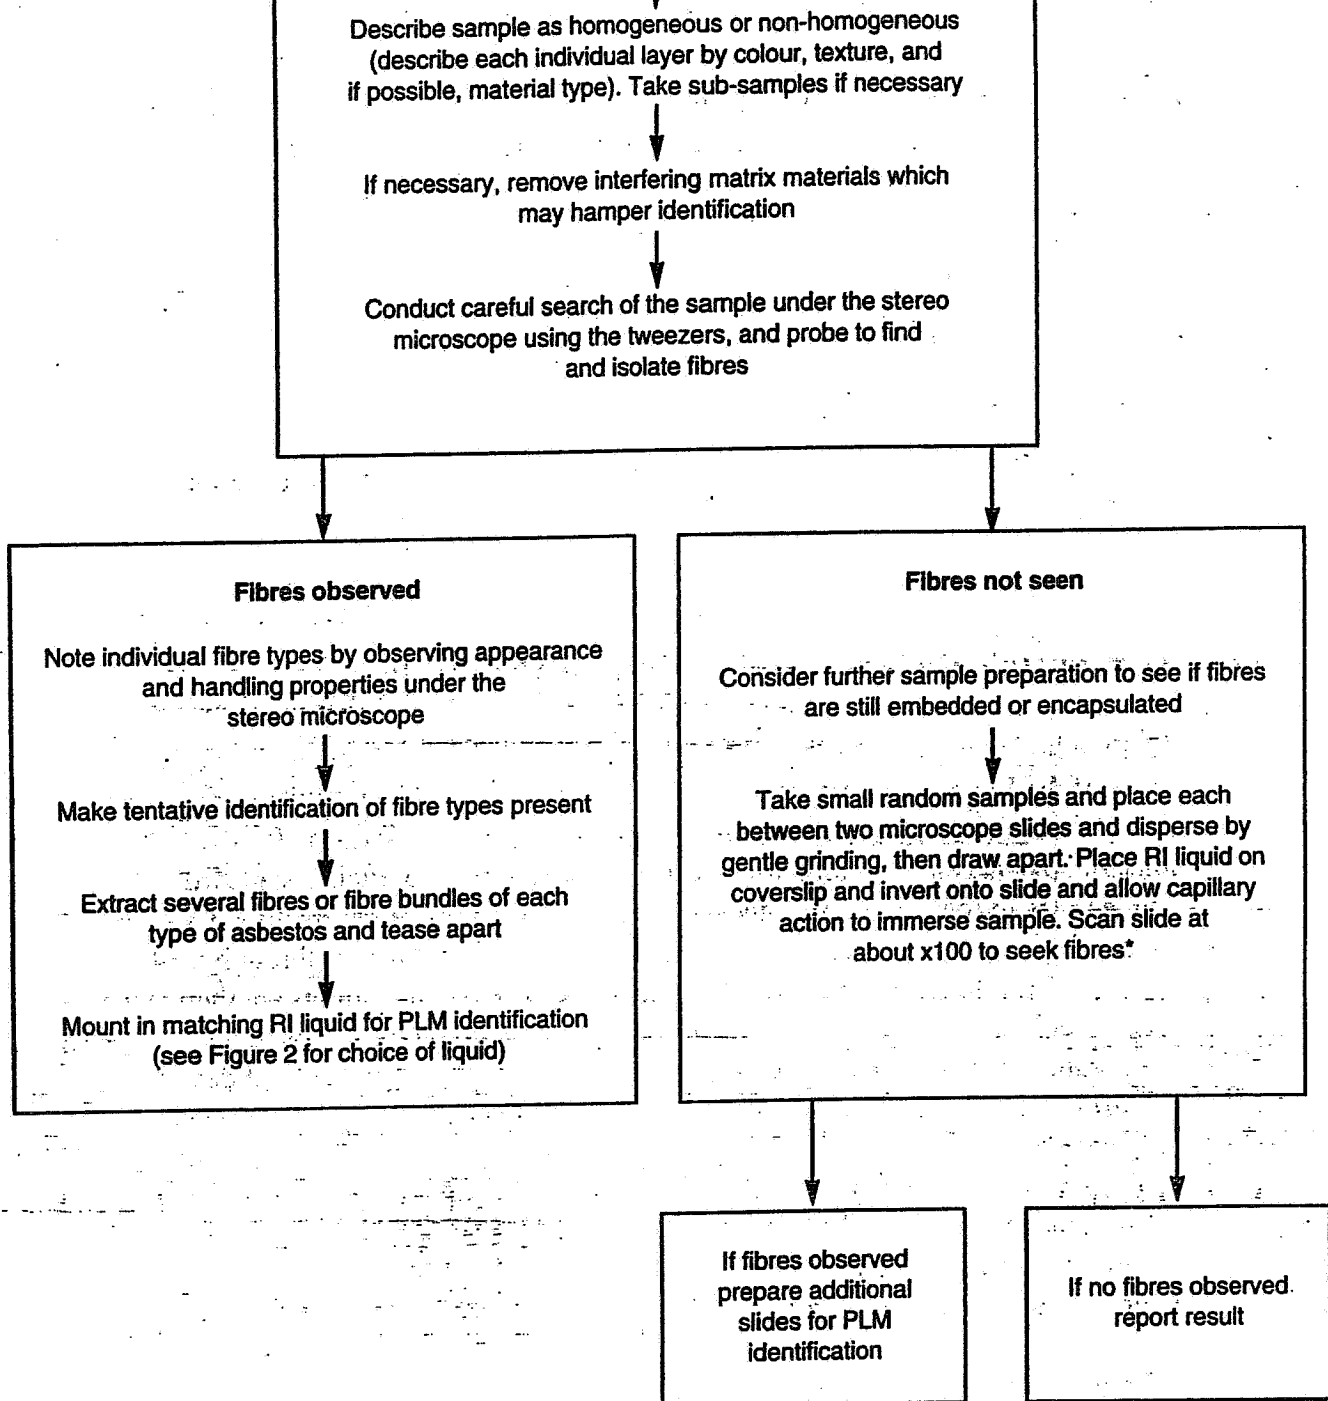 Describe sample as homogeneous or non-homogeneous
(describe each individual layer by colour, texture, and
if possible, material type). Take sub-samples if necessary
If necessary, remove interfering matrix materials which
may hamper identification
Conduct careful search of the sample under the stereo
microscope using the tweezers, and probe to find
and isolate fibres
Fibres observed
Note individual fibre types by observing appearance
and handling properties under the
stereo microscope
Make tentative identification of fibre types present
Extract several fibres or fibre bundles of each
type of asbestos and tease apart
Mount in matching RI liquid for PLM identification
(see Figure 2 for choice of liquid)
Fibres not seen
Consider further sample preparation to see if fibres
are still embedded or encapsulated
Take small random samples and place each
between two microscope slides and disperse by
gentle grinding, then draw apart. Place RI liquid on
coverslip and invert onto slide and allow capillary
action to immerse sample. Scan slide at
about x100 to seek fibres*
If fibres observed
prepare additional
slides for PLM
identification
If no fibres observed
report result